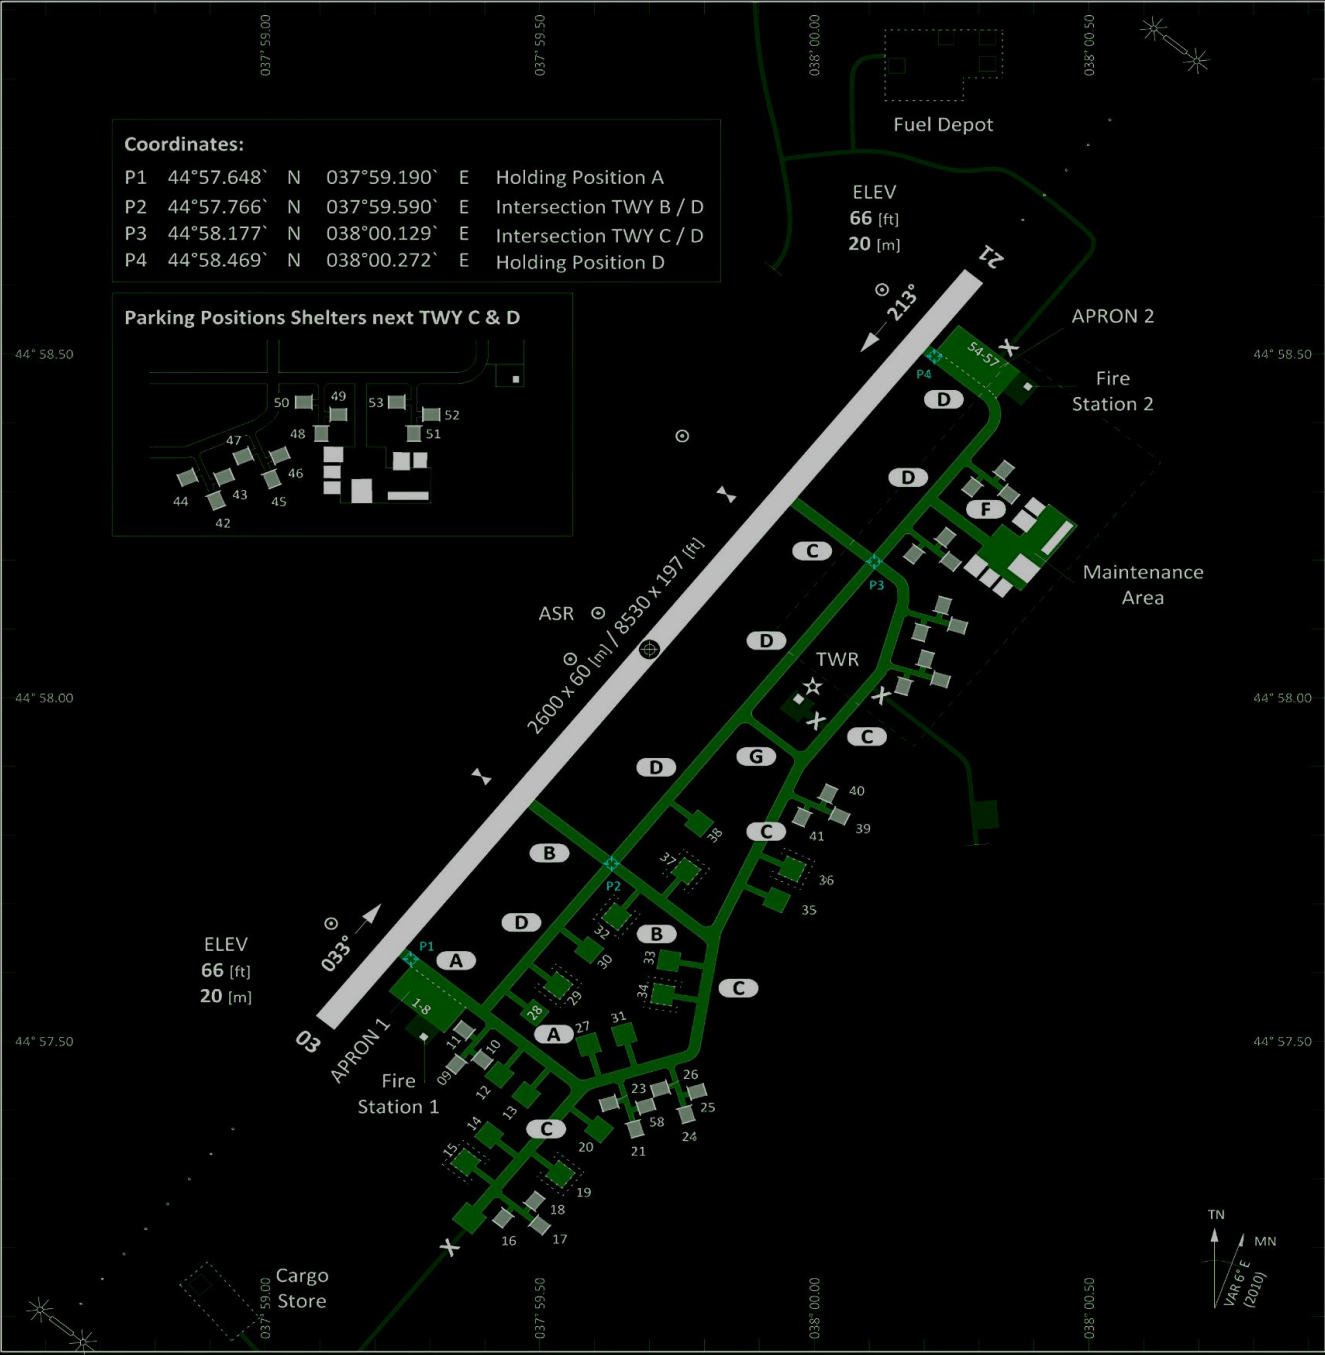 037° 59.00
037° 59.50
038° 00.00
038° 00.50
Fuel Depot
Coordinates:
P1 44°57.648` N 037°59.190` E Holding Position A
P2 44°57.766` N 037°59.590` E Intersection TWY B / D
P3 44°58.177` N 038°00.129` E Intersection TWY C / D
P4 44°58.469` N 038°00.272` E Holding Position D
ELEV
66 [ft]
20 [m]
21
213°
Parking Positions Shelters next TWY C & D
50
49
53
52
48
51
47
46
44
43
45
42
44° 58.50
44° 58.50
APRON 2
54-57
P4
Fire
Station 2
D
D
F
C
P3
Maintenance
Area
ASR
2600 x 60 [m] / 8530 x 197 [ft]
D
TWR
44° 58.00
44° 58.00
C
G
D
40
39
41
C
38
B
37
36
P2
35
D
32
B
ELEV
66 [ft]
20 [m]
033°
P1
A
30
33
C
29
34
1-8
28
03
APRON 1
A
27
31
44° 57.50
44° 57.50
11
10
09
Fire
Station 1
12
13
26
23
25
58
24
C
14
20
21
15
19
18
16
17
Cargo
Store
TN
MN
VAR 6° E
(2010)
037° 59.00
037° 59.50
038° 00.00
038° 00.50